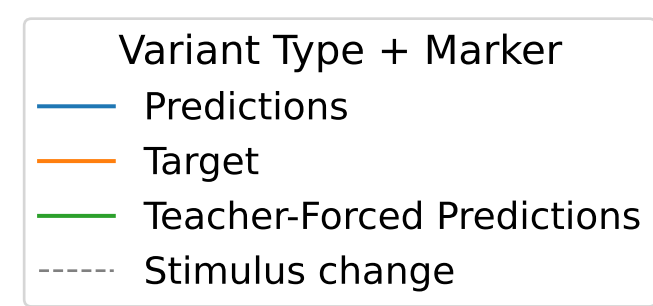 Variant Type + Marker
Predictions
Target
Teacher-Forced Predictions
Stimulus change